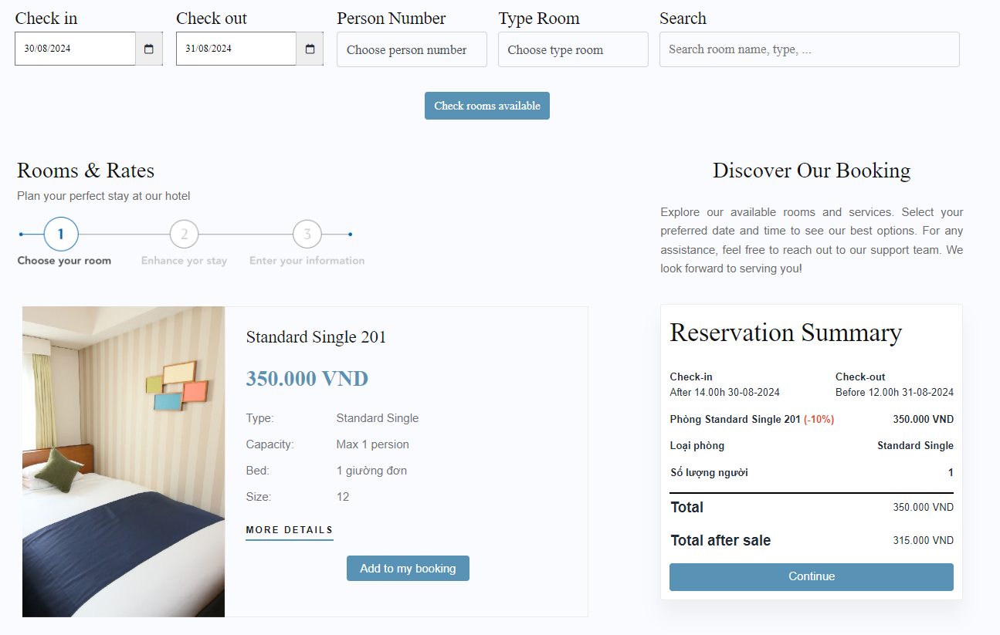 Check in
Check out
Person Number
Type Room
Search
30/08/2024
31/08/2024
Choose person number
Choose type room
Search room name, type, ...
Check rooms available
Rooms & Rates
Plan your perfect stay at our hotel
1
2
3
Choose your room
Enhance yor stay
Enter your information
Standard Single 201
350.000 VND
Type: Standard Single
Capacity: Max 1 persion
Bed: 1 giường đơn
Size: 12
MORE DETAILS
Add to my booking
Discover Our Booking
Explore our available rooms and services. Select your
preferred date and time to see our best options. For any
assistance, feel free to reach out to our support team. We
look forward to serving you!
Reservation Summary
Check-in
After 14.00h 30-08-2024
Check-out
Before 12.00h 31-08-2024
Phòng Standard Single 201 (-10%) 350.000 VND
Loại phòng Standard Single
Số lượng người 1
Total 350.000 VND
Total after sale 315.000 VND
Continue